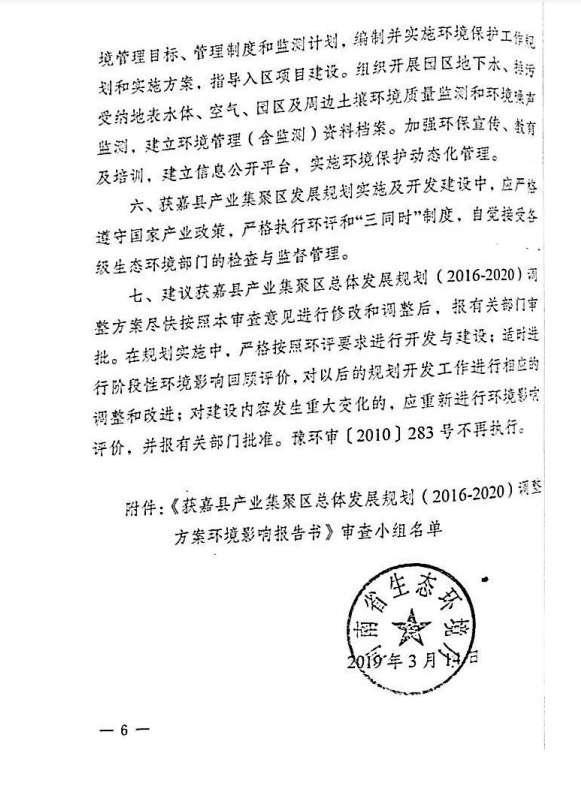 境管理目标、管理制度和监测计划，编制并实施环境保护工作规
划和实施方案，指导入区项目建设。组织开展园区地下水、排污
受纳地表水体、空气、园区及周边土壤环境质量监测和环境噪声
监测，建立环境管理（含监测）资料档案。加强环保宣传、教育
及培训，建立信息公开平台，实施环境保护动态化管理。
六、获嘉县产业集聚区发展规划实施及开发建设中，应严格
遵守国家产业政策，严格执行环评和“三同时”制度，自觉接受各
级生态环境部门的检查与监督管理。
七、建议获嘉县产业集聚区总体发展规划（2016-2020）调
整方案尽快按照本审查意见进行修改和调整后，报有关部门审
批。在规划实施中，严格按照环评要求进行开发与建设；适时进
行阶段性环境影响回顾评价，对以后的规划开发工作进行相应的
调整和改进；对建设内容发生重大变化的，应重新进行环境影响
评价，并报有关部门批准。豫环审〔2010〕283 号不再执行。
附件：《获嘉县产业集聚区总体发展规划（2016-2020）调整
方案环境影响报告书》审查小组名单
河南省生态环境厅
2019 年 3 月 14 日
— 6 —